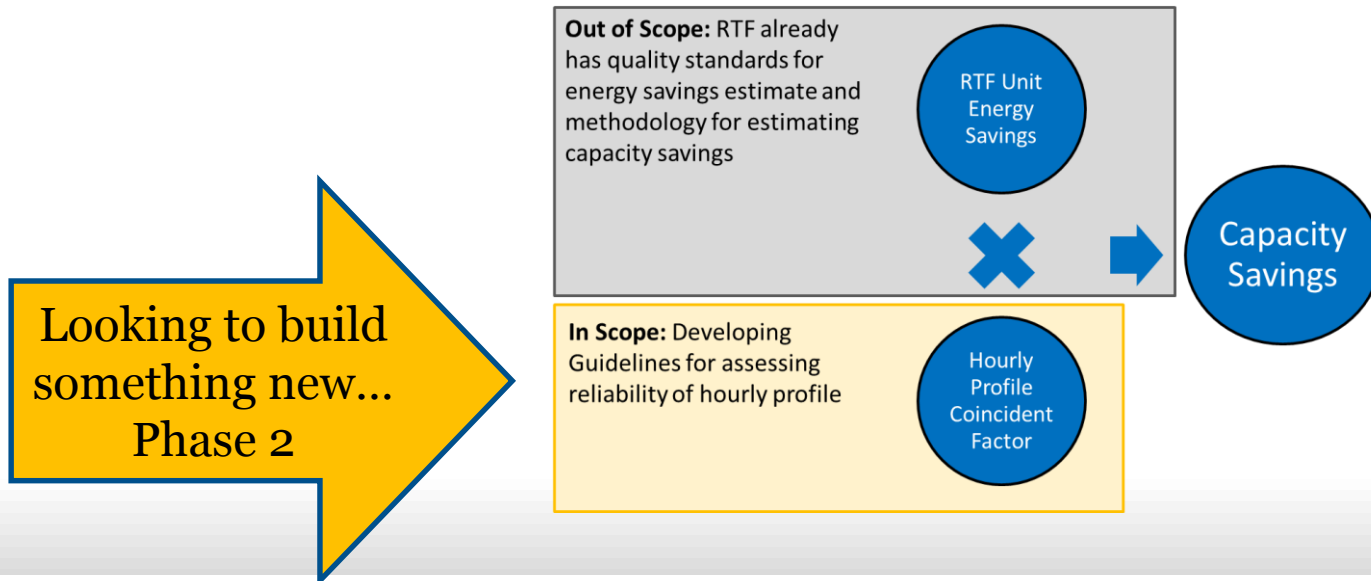 Out of Scope: RTF already
has quality standards for
energy savings estimate and
methodology for estimating
capacity savings
RTF Unit
Energy
Savings
Capacity
Savings
Looking to build
something new...
Phase 2
In Scope: Developing
Guidelines for assessing
reliability of hourly profile
Hourly
Profile
Coincident
Factor